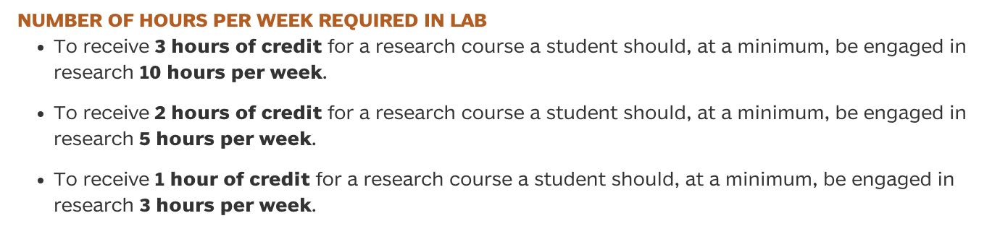 NUMBER OF HOURS PER WEEK REQUIRED IN LAB
• To receive 3 hours of credit for a research course a student should, at a minimum, be engaged in
research 10 hours per week.
• To receive 2 hours of credit for a research course a student should, at a minimum, be engaged in
research 5 hours per week.
• To receive 1 hour of credit for a research course a student should, at a minimum, be engaged in
research 3 hours per week.